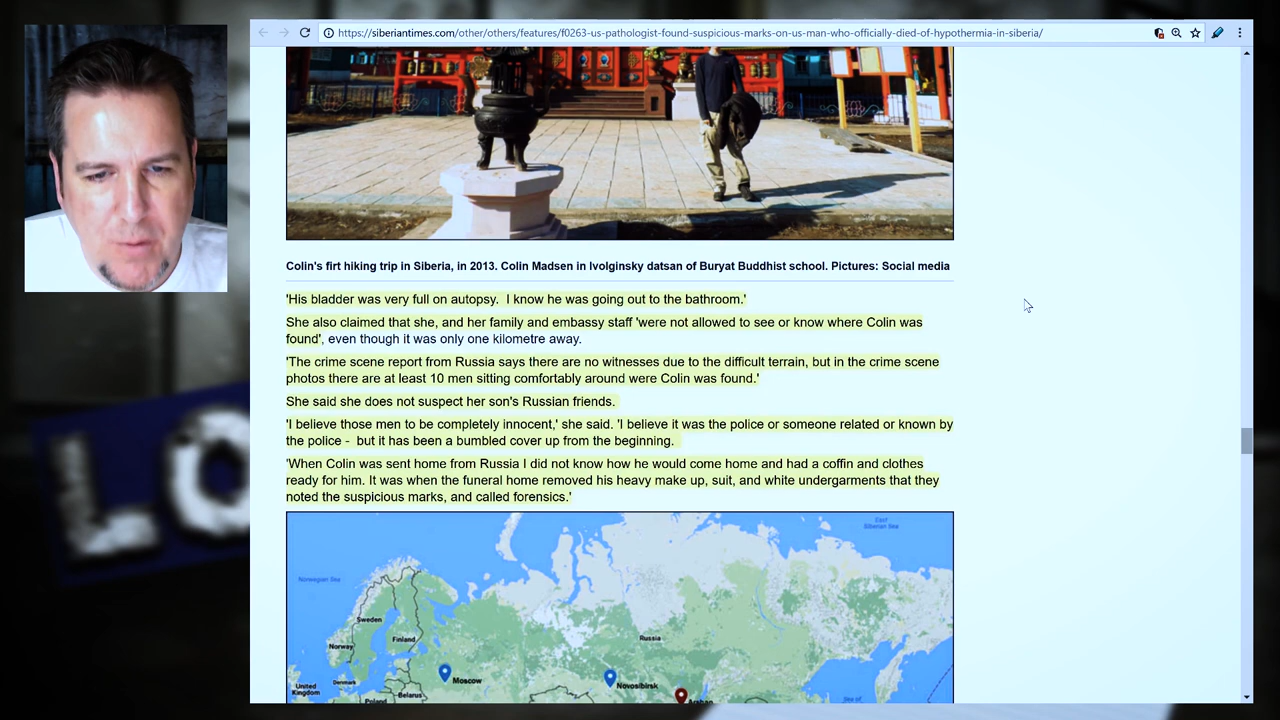 https://siberiantimes.com/other/others/features/f0263-us-pathologist-found-suspicious-marks-on-us-man-who-officially-died-of-hypothermia-in-siberia/
Colin's firt hiking trip in Siberia, in 2013. Colin Madsen in Ivolginsky datsan of Buryat Buddhist school. Pictures: Social media
'His bladder was very full on autopsy.  I know he was going out to the bathroom.'
She also claimed that she, and her family and embassy staff 'were not allowed to see or know where Colin was
found', even though it was only one kilometre away.
'The crime scene report from Russia says there are no witnesses due to the difficult terrain, but in the crime scene
photos there are at least 10 men sitting comfortably around were Colin was found.'
She said she does not suspect her son's Russian friends.
'I believe those men to be completely innocent,' she said. 'I believe it was the police or someone related or known by
the police -  but it has been a bumbled cover up from the beginning.
'When Colin was sent home from Russia I did not know how he would come home and had a coffin and clothes
ready for him. It was when the funeral home removed his heavy make up, suit, and white undergarments that they
noted the suspicious marks, and called forensics.'
East
Siberian Sea
Norwegian Sea
Sweden
Finland
Norway
Russia
United
Kingdom
Denmark
Moscow
Novosibirsk
Belarus
Poland
Arshan
Sea of
LO